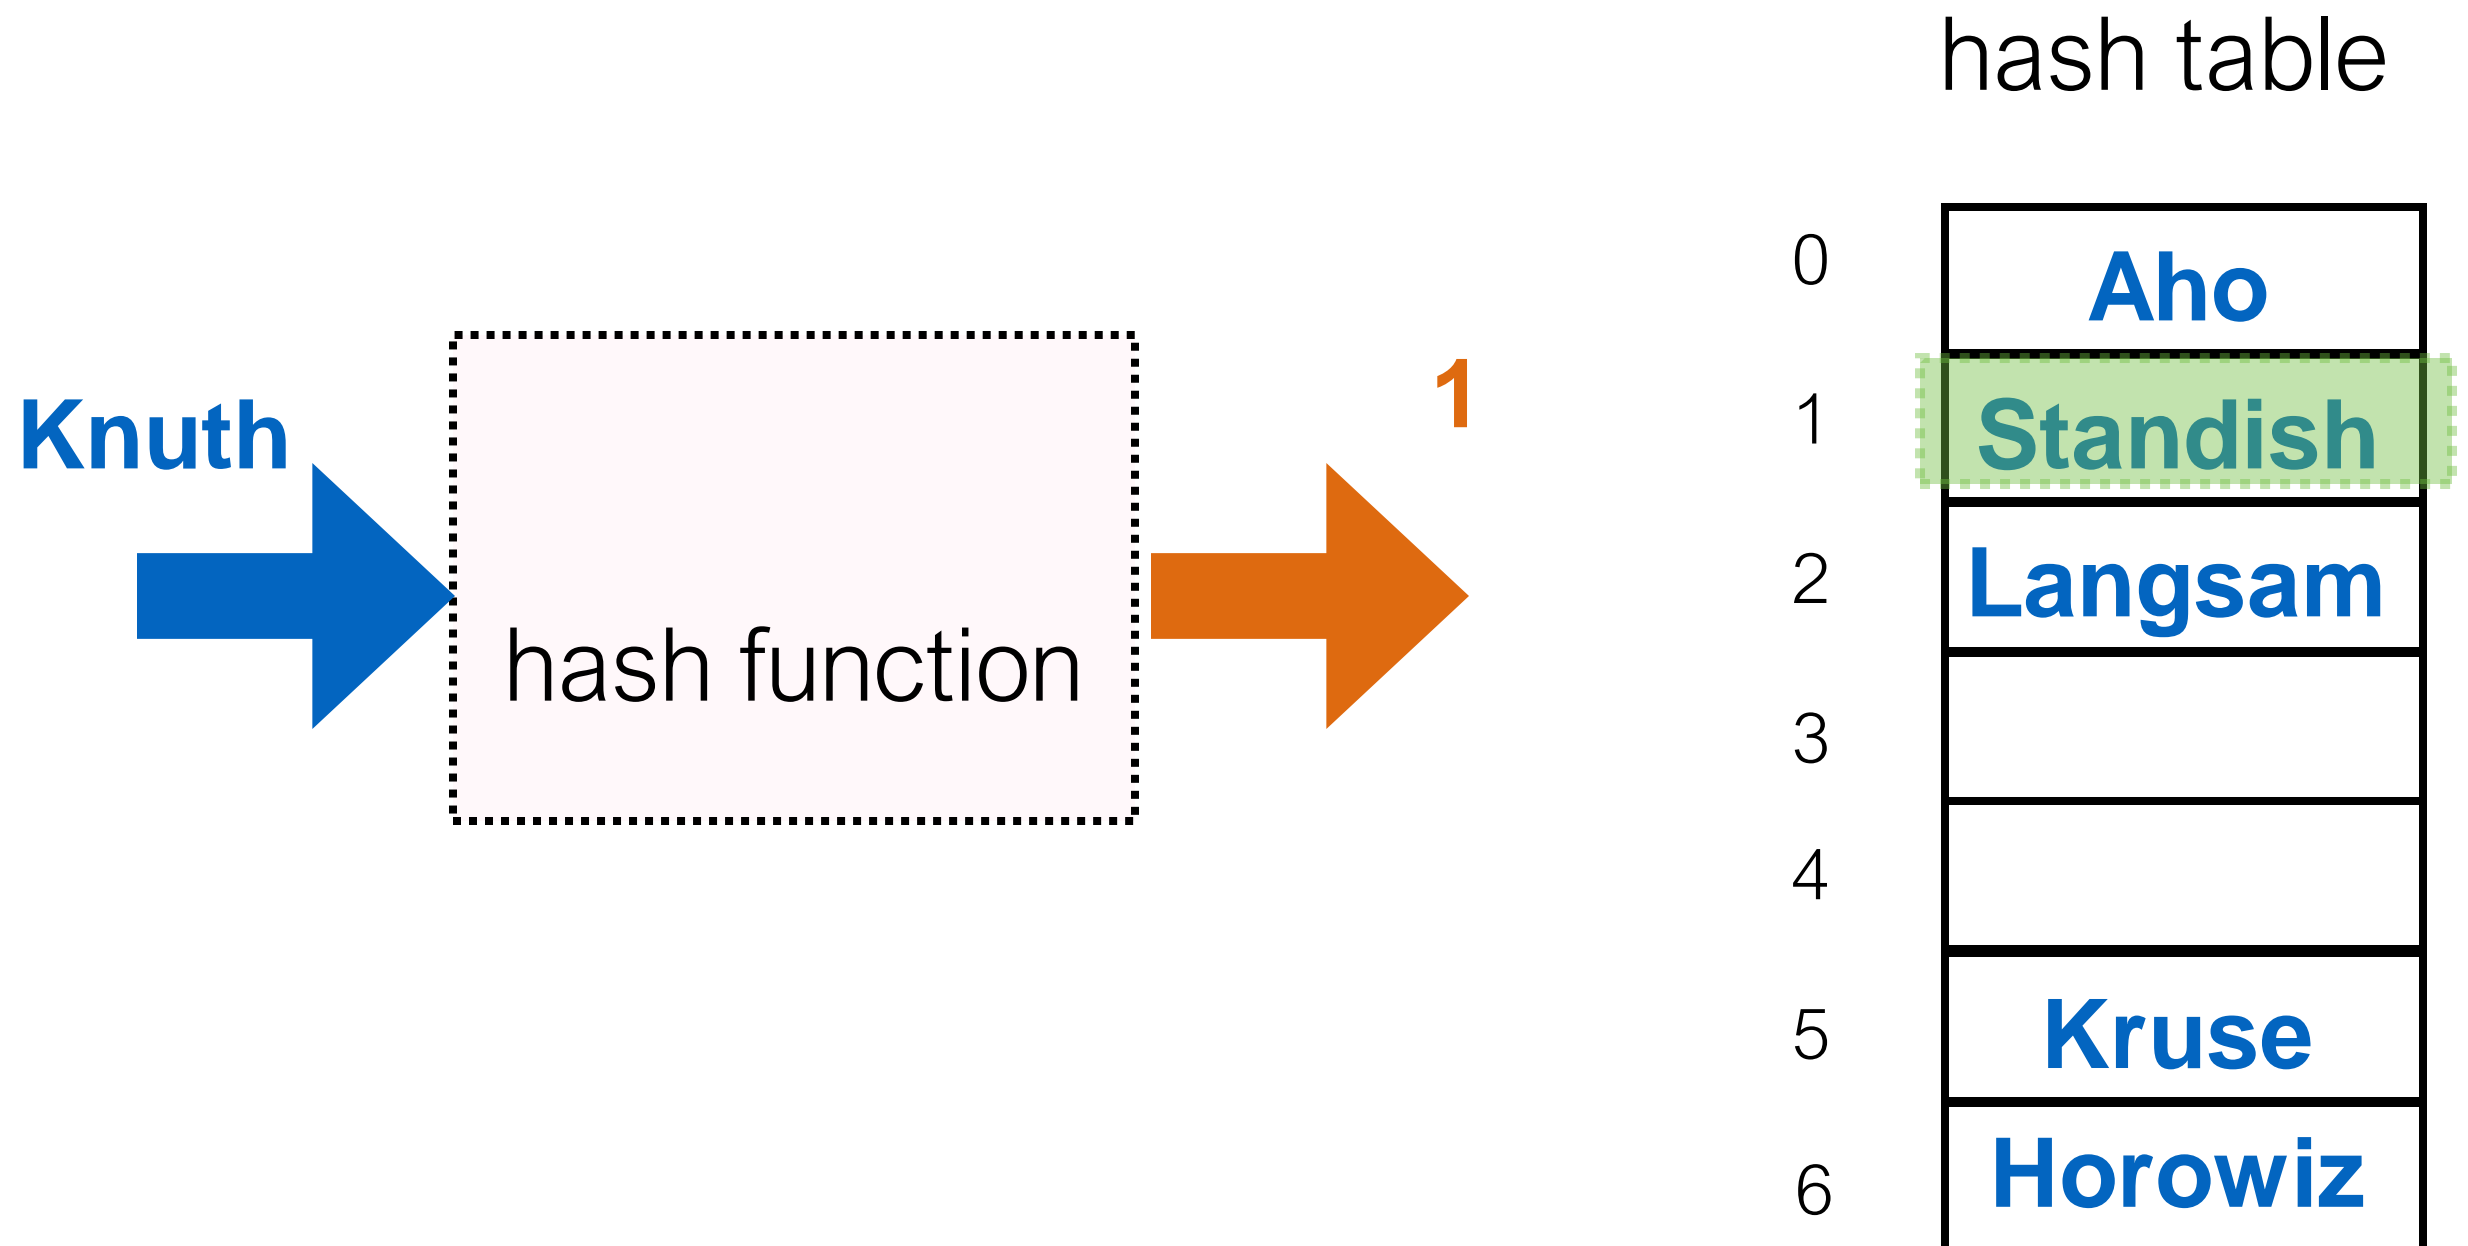 hash table
0 Aho
Knuth
1
1 Standish
2 Langsam
hash function
3
4
5 Kruse
6 Horowiz